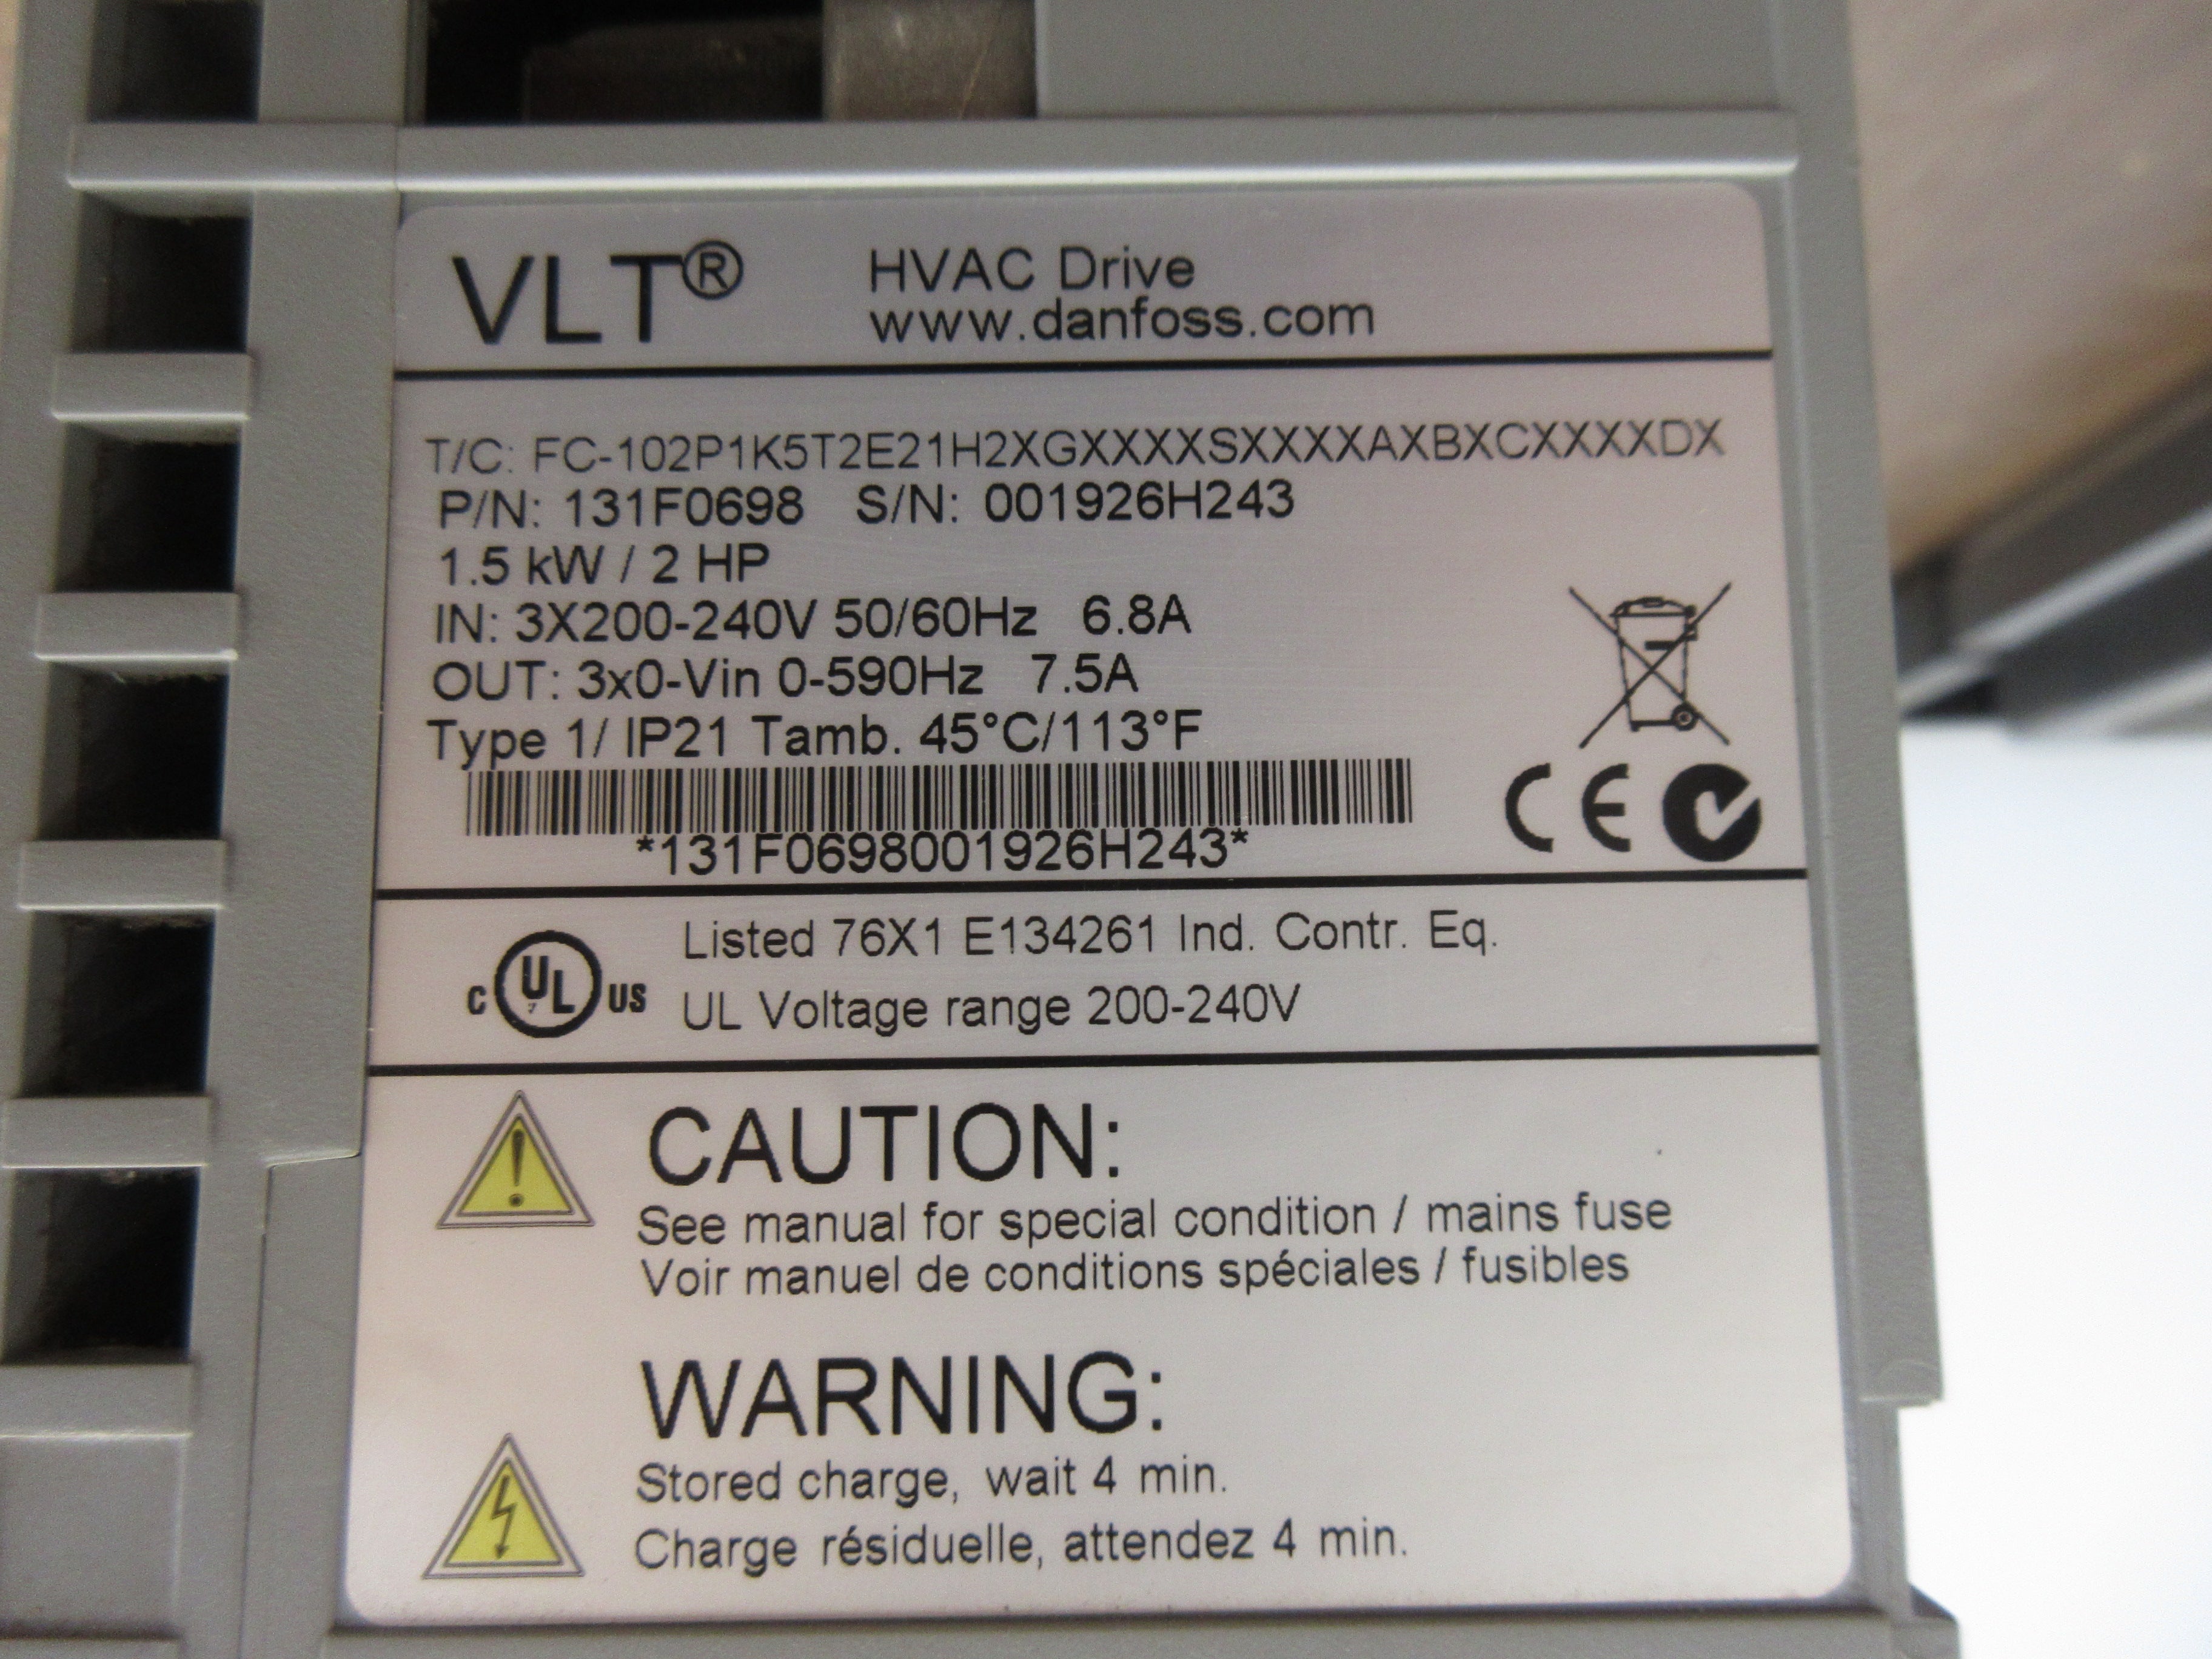 VLT® HVAC Drive
www.danfoss.com
T/C: FC-102P1K5T2E21H2XGXXXXSXXXXAXBXCXXXXDX
P/N: 131F0698 S/N: 001926H243
1.5 kW / 2 HP
IN: 3X200-240V 50/60Hz 6.8A
OUT: 3x0-Vin 0-590Hz 7.5A
Type 1/ IP21 Tamb. 45°C/113°F
*131F0698001926H243*
CE
Listed 76X1 E134261 Ind. Contr. Eq.
c UL US
UL Voltage range 200-240V
CAUTION:
See manual for special condition / mains fuse
Voir manuel de conditions spéciales / fusibles
WARNING:
Stored charge, wait 4 min.
Charge résiduelle, attendez 4 min.